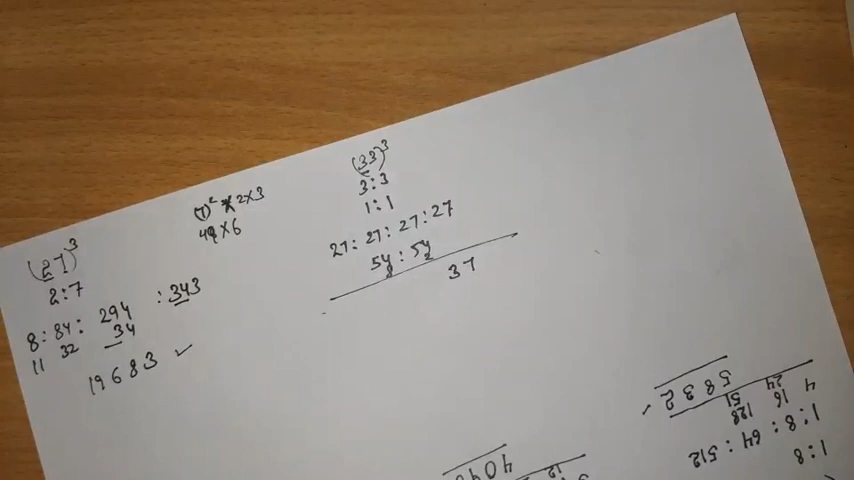 (27)³
2:7
8: 84: 294 : 343
11 32 34
19683 ✓
(7)² × 2×3
49×6
(33)³
3:3
1:1
27: 27: 27: 27
54: 54
37
1:8
1:8: 64: 512
4 16 128
24 51
5832 ✓